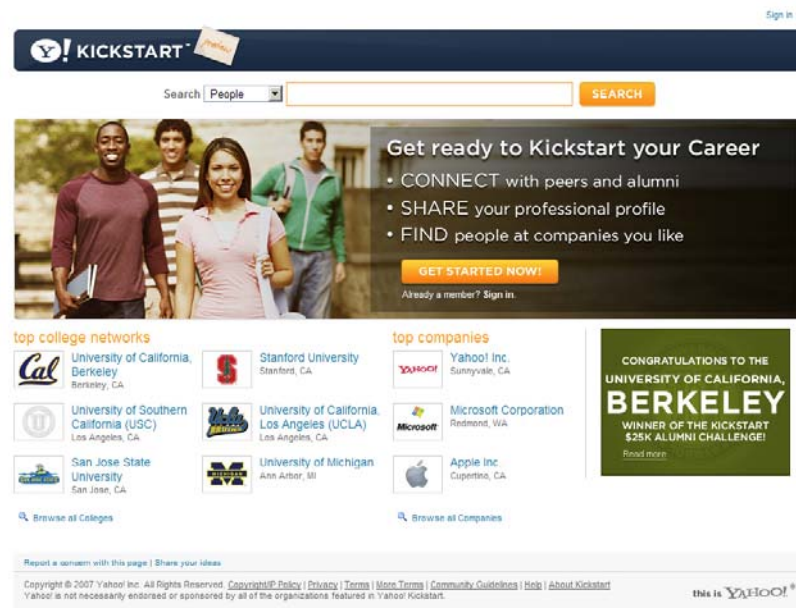 Sign in
Y! KICKSTART™ preview
Search People SEARCH
Get ready to Kickstart your Career
• CONNECT with peers and alumni
• SHARE your professional profile
• FIND people at companies you like
GET STARTED NOW!
Already a member? Sign in.
top college networks
Cal
University of California,
Berkeley
Berkeley, CA
S
Stanford University
Stanford, CA
University of Southern
California (USC)
Los Angeles, CA
Ucla
BRUINS
University of California,
Los Angeles (UCLA)
Los Angeles, CA
San Jose State
University
San Jose, CA
MICHIGAN
University of Michigan
Ann Arbor, MI
Browse all Colleges
top companies
YAHOO!
Yahoo! Inc.
Sunnyvale, CA
Microsoft
Microsoft Corporation
Redmond, WA
Apple Inc
Cupertino, CA
Browse all Companies
CONGRATULATIONS TO THE
UNIVERSITY OF CALIFORNIA,
BERKELEY
WINNER OF THE KICKSTART
$25K ALUMNI CHALLENGE!
Read more
Report a concern with this page | Share your ideas
Copyright © 2007 Yahoo! Inc. All Rights Reserved. Copyright/IP Policy | Privacy | Terms | More Terms | Community Guidelines | Help | About Kickstart
Yahoo! is not necessarily endorsed or sponsored by all of the organizations featured in Yahoo! Kickstart.
this is YAHOO!®